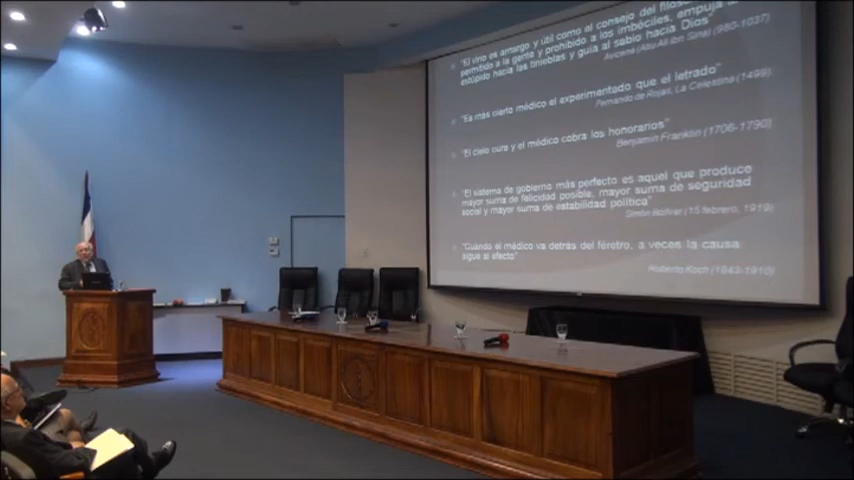 "El vino es amargo y útil como el consejo del filósofo,
permitido a la gente y prohibido a los imbéciles, empuja al
estúpido hacia las tinieblas y guía al sabio hacia Dios"
Avicena (Abu Ali Ibn Sina) (980-1037)
"Es más cierto médico el experimentado que el letrado"
Fernando de Rojas, La Celestina (1499)
"El cielo cura y el médico cobra los honorarios"
Benjamín Franklin (1706-1790)
"El sistema de gobierno más perfecto es aquel que produce
mayor suma de felicidad posible, mayor suma de seguridad
social y mayor suma de estabilidad política"
Simón Bolívar (15 febrero, 1919)
"Cuando el médico va detrás del féretro, a veces la causa
sigue al efecto"
Roberto Koch (1843-1910)